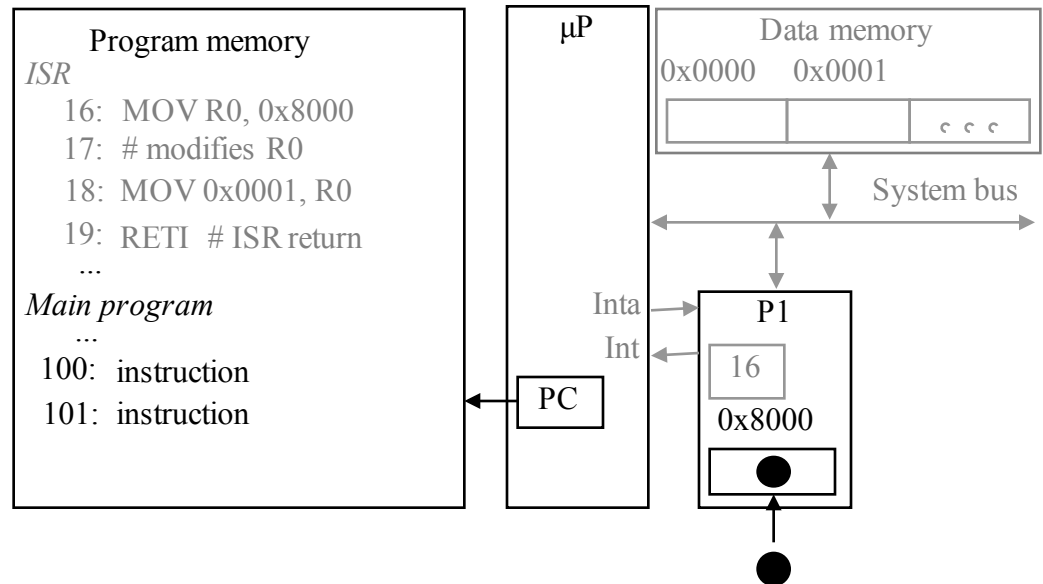 Program memory
ISR
16: MOV R0, 0x8000
17: # modifies R0
18: MOV 0x0001, R0
19: RETI # ISR return
...
Main program
...
100: instruction
101: instruction
μP
PC
Data memory
0x0000 0x0001
System bus
Inta
Int
P1
16
0x8000